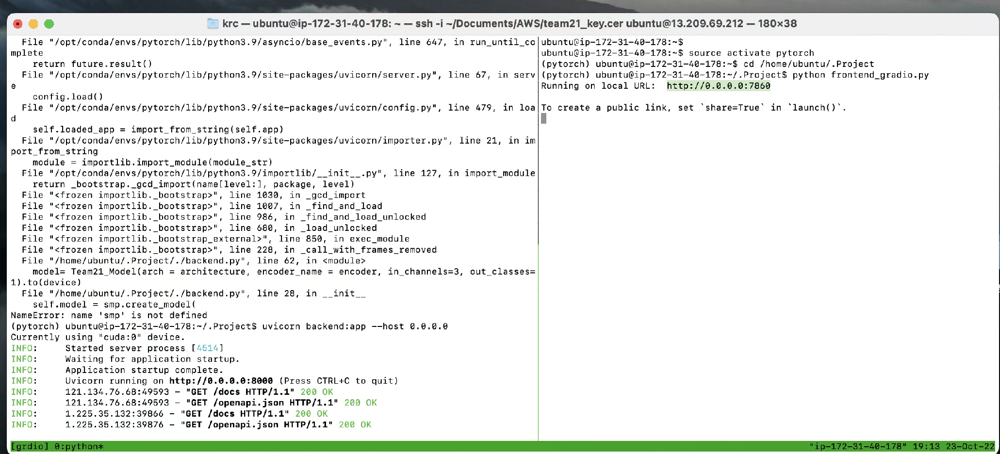 krc — ubuntu@ip-172-31-40-178: ~ — ssh -i ~/Documents/AWS/team21_key.cer ubuntu@13.209.69.212 — 180×38
  File "/opt/conda/envs/pytorch/lib/python3.9/asyncio/base_events.py", line 647, in run_until_co
mplete
    return future.result()
  File "/opt/conda/envs/pytorch/lib/python3.9/site-packages/uvicorn/server.py", line 67, in serv
e
    config.load()
  File "/opt/conda/envs/pytorch/lib/python3.9/site-packages/uvicorn/config.py", line 479, in loa
d
    self.loaded_app = import_from_string(self.app)
  File "/opt/conda/envs/pytorch/lib/python3.9/site-packages/uvicorn/importer.py", line 21, in im
port_from_string
    module = importlib.import_module(module_str)
  File "/opt/conda/envs/pytorch/lib/python3.9/importlib/__init__.py", line 127, in import_module
    return _bootstrap._gcd_import(name[level:], package, level)
  File "<frozen importlib._bootstrap>", line 1030, in _gcd_import
  File "<frozen importlib._bootstrap>", line 1007, in _find_and_load
  File "<frozen importlib._bootstrap>", line 986, in _find_and_load_unlocked
  File "<frozen importlib._bootstrap>", line 680, in _load_unlocked
  File "<frozen importlib._bootstrap_external>", line 850, in exec_module
  File "<frozen importlib._bootstrap>", line 228, in _call_with_frames_removed
  File "/home/ubuntu/.Project/./backend.py", line 62, in <module>
    model= Team21_Model(arch = architecture, encoder_name = encoder, in_channels=3, out_classes=
1).to(device)
  File "/home/ubuntu/.Project/./backend.py", line 28, in __init__
    self.model = smp.create_model(
NameError: name 'smp' is not defined
(pytorch) ubuntu@ip-172-31-40-178:~/.Project$ uvicorn backend:app --host 0.0.0.0
Currently using "cuda:0" device.
INFO:     Started server process [4514]
INFO:     Waiting for application startup.
INFO:     Application startup complete.
INFO:     Uvicorn running on http://0.0.0.0:8000 (Press CTRL+C to quit)
INFO:     121.134.76.68:49593 - "GET /docs HTTP/1.1" 200 OK
INFO:     121.134.76.68:49593 - "GET /openapi.json HTTP/1.1" 200 OK
INFO:     1.225.35.132:39866 - "GET /docs HTTP/1.1" 200 OK
INFO:     1.225.35.132:39876 - "GET /openapi.json HTTP/1.1" 200 OK
ubuntu@ip-172-31-40-178:~$
ubuntu@ip-172-31-40-178:~$ source activate pytorch
(pytorch) ubuntu@ip-172-31-40-178:~$ cd /home/ubuntu/.Project
(pytorch) ubuntu@ip-172-31-40-178:~/.Project$ python frontend_gradio.py
Running on local URL:  http://0.0.0.0:7860
To create a public link, set `share=True` in `launch()`.
[grdio] 0:python*
"ip-172-31-40-178" 19:13 23-Oct-22